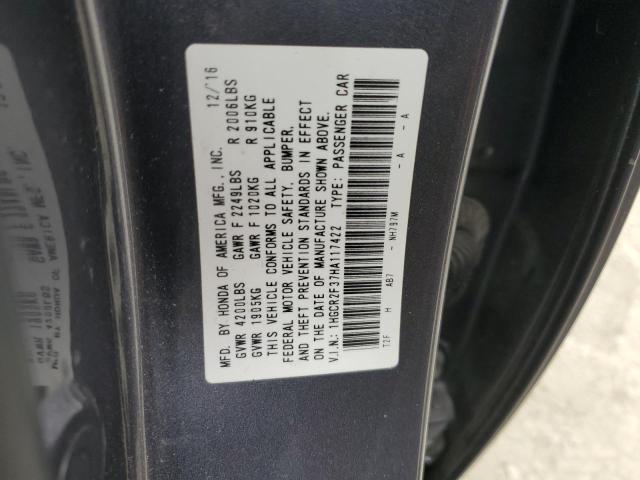 MFD. BY HONDA OF AMERICA MFG., INC. 12/'16
GVWR 4200LBS GAWR F 2249LBS R 2006LBS
GVWR 1905KG GAWR F 1020KG R 910KG
THIS VEHICLE CONFORMS TO ALL APPLICABLE
FEDERAL MOTOR VEHICLE SAFETY, BUMPER,
AND THEFT PREVENTION STANDARDS IN EFFECT
ON THE DATE OF MANUFACTURE SHOWN ABOVE.
V.I.N.: 1HGCR2F37HA117422 TYPE: PASSENGER CAR
T2F H AB7 - NH797M - A - A